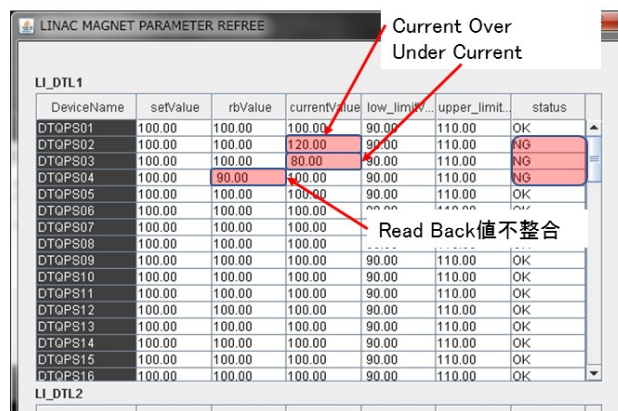 LINAC MAGNET PARAMETER REFREE
Current Over
Under Current
LI_DTL1
DeviceName setValue rbValue currentValue low_limitV... upper_limit... status
DTQPS01 100.00 100.00 100.00 90.00 110.00 OK
DTQPS02 100.00 100.00 120.00 90.00 110.00 NG
DTQPS03 100.00 100.00 80.00 90.00 110.00 NG
DTQPS04 100.00 90.00 100.00 90.00 110.00 NG
DTQPS05 100.00 100.00 100.00 90.00 110.00 OK
DTQPS06 100.00 100.00 100.00
DTQPS07 100.00 100.00 100.00
Read Back値不整合
DTQPS08 100.00 100.00 100.00
DTQPS09 100.00 100.00 100.00 90.00 110.00 OK
DTQPS10 100.00 100.00 100.00 90.00 110.00 OK
DTQPS11 100.00 100.00 100.00 90.00 110.00 OK
DTQPS12 100.00 100.00 100.00 90.00 110.00 OK
DTQPS13 100.00 100.00 100.00 90.00 110.00 OK
DTQPS14 100.00 100.00 100.00 90.00 110.00 OK
DTQPS15 100.00 100.00 100.00 90.00 110.00 OK
DTQPS16 100.00 100.00 100.00 90.00 110.00 OK
LI_DTL2